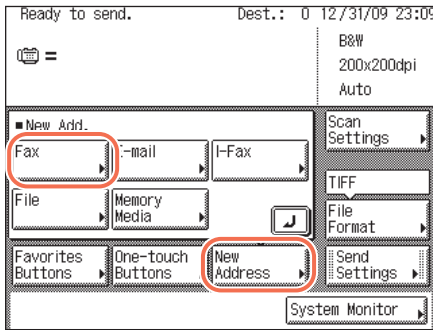 Ready to send. Dest.: 0 12/31/09 23:09
B&W
= 200x200dpi
Auto
■New Add.
Fax E-mail I-Fax
Scan Settings
TIFF
File Memory Media
File Format
Favorites Buttons One-touch Buttons New Address Send Settings
System Monitor